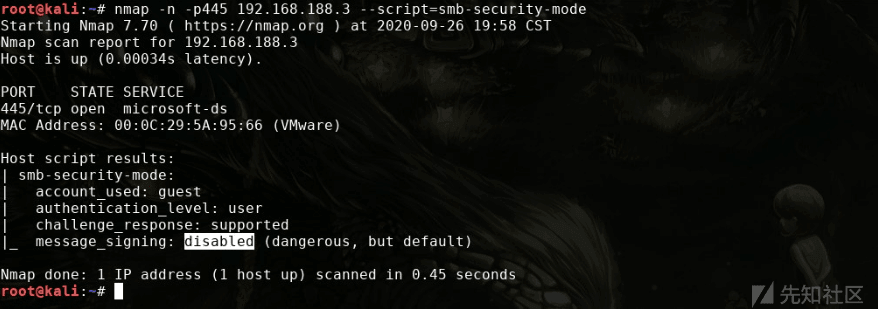 root@kali:~# nmap -n -p445 192.168.188.3 --script=smb-security-mode
Starting Nmap 7.70 ( https://nmap.org ) at 2020-09-26 19:58 CST
Nmap scan report for 192.168.188.3
Host is up (0.00034s latency).

PORT    STATE SERVICE
445/tcp open  microsoft-ds
MAC Address: 00:0C:29:5A:95:66 (VMware)

Host script results:
| smb-security-mode:
|   account_used: guest
|   authentication_level: user
|   challenge_response: supported
|_  message_signing: disabled (dangerous, but default)

Nmap done: 1 IP address (1 host up) scanned in 0.45 seconds
root@kali:~#
先知社区